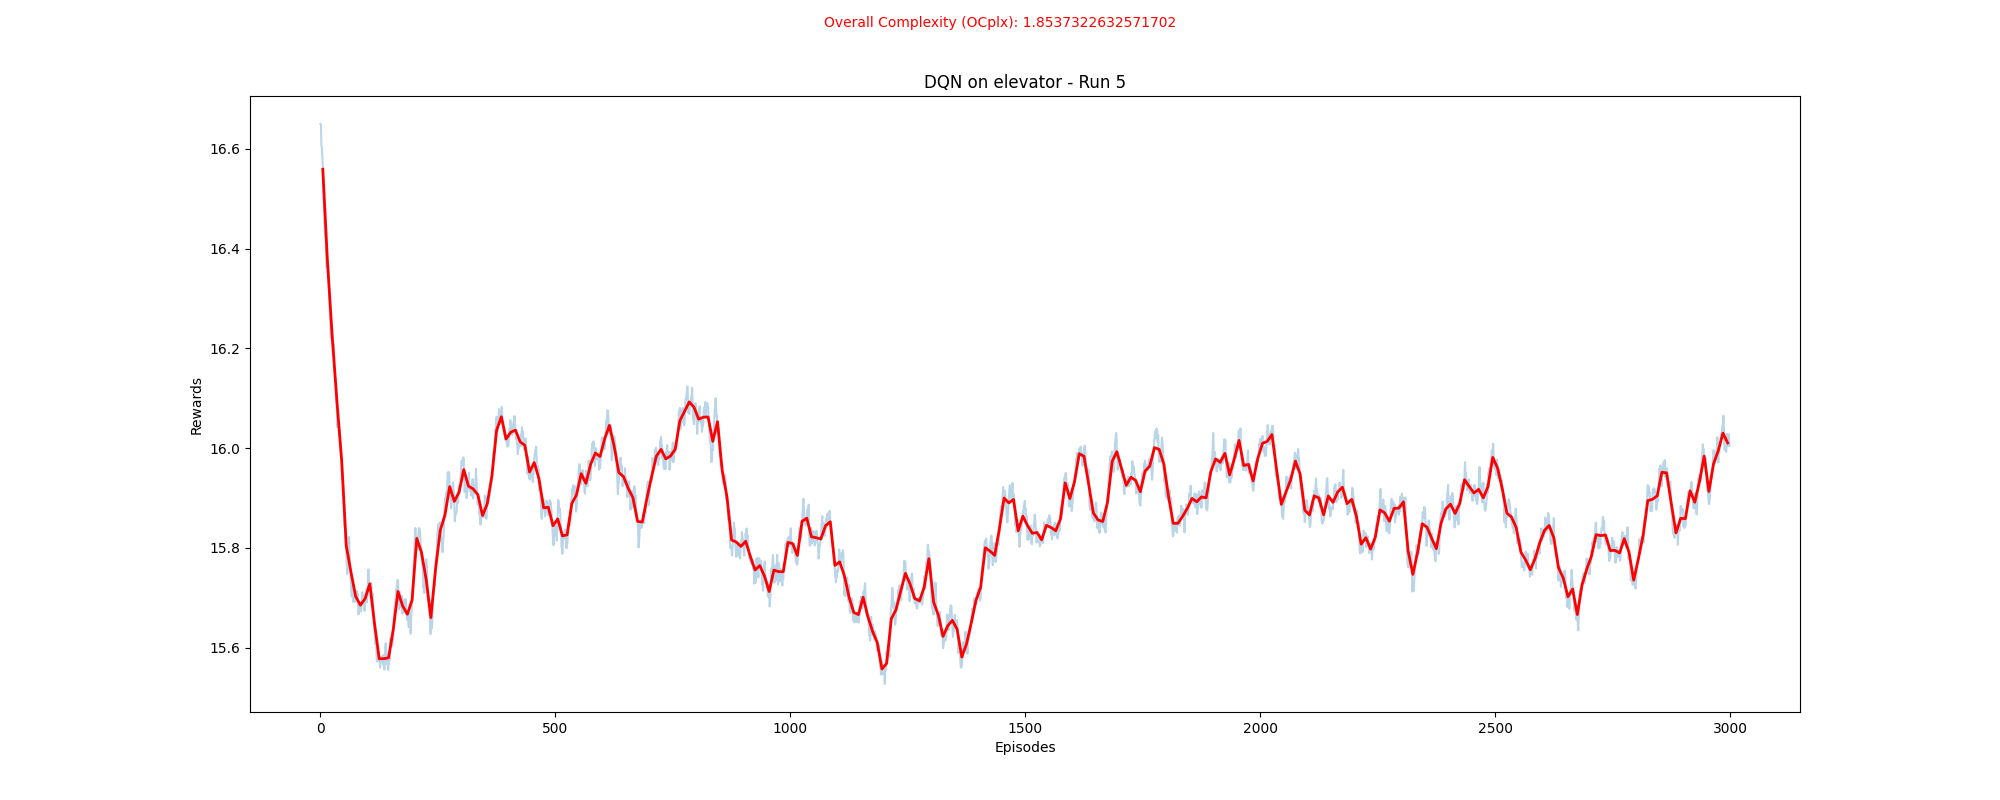 Overall Complexity (OCplx): 1.8537322632571702
DQN on elevator - Run 5
16.6
16.4
16.2
16.0
15.8
15.6
Rewards
0 500 1000 1500 2000 2500 3000
Episodes